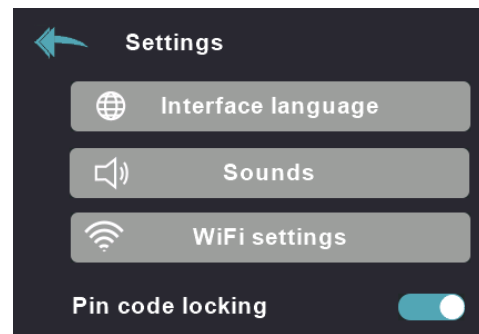 Settings
Interface language
Sounds
WiFi settings
Pin code locking